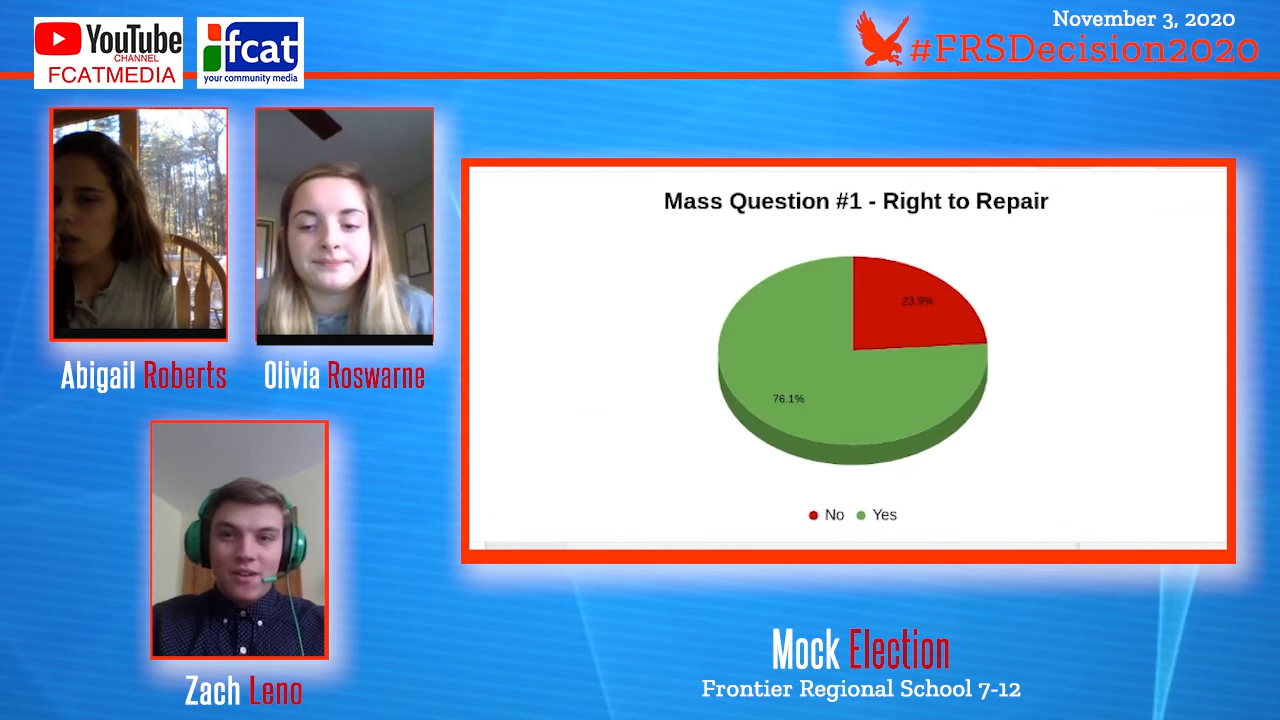 YouTube
CHANNEL
FCATMEDIA
fcat
your community media
November 3, 2020
#FRSDecision2020
Abigail Roberts
Olivia Roswarne
Zach Leno
Mass Question #1 - Right to Repair
23.9%
76.1%
No Yes
Mock Election
Frontier Regional School 7-12